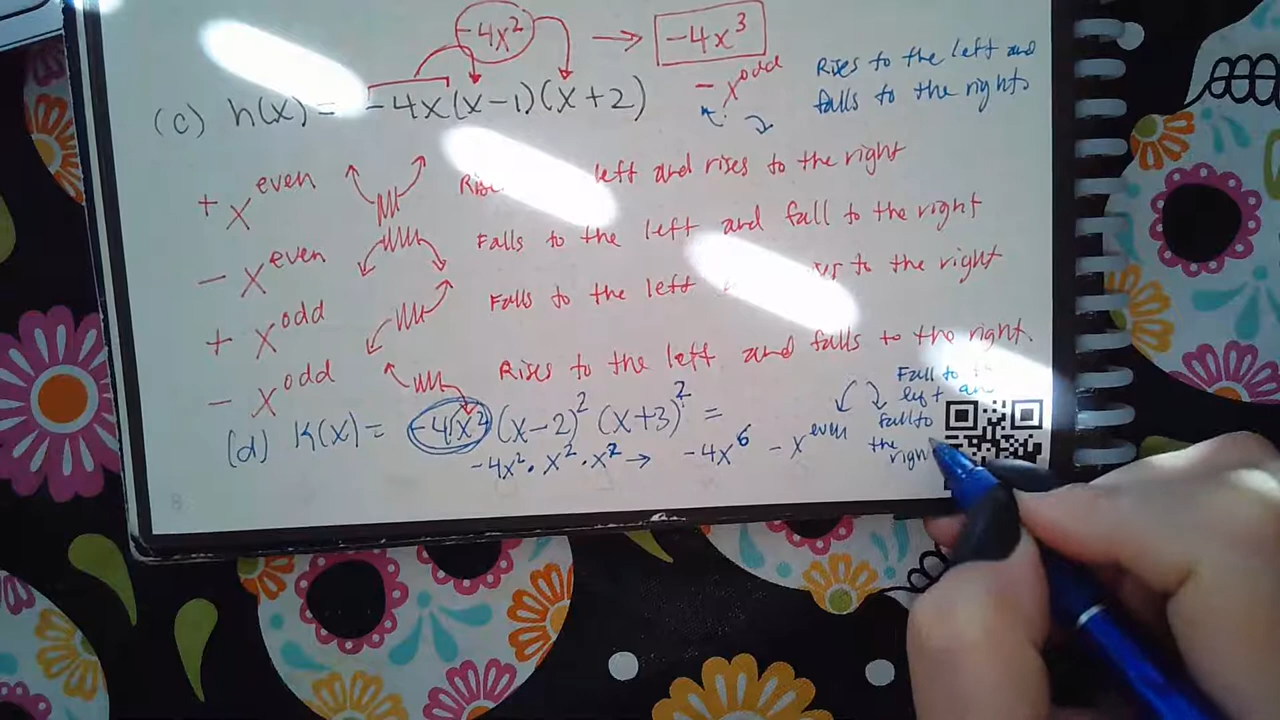 -4x² → -4x³
(c) h(x) = -4x(x-1)(x+2)
- x^odd
Rises to the left and
falls to the right.
+ x^even
left and rises to the right
- x^even
Falls to the left and fall to the right
+ x^odd
Falls to the left to the right
- x^odd
Rises to the left and falls to the right.
(d) K(x) = -4x²(x-2)²(x+3)² =
-4x² · x² · x² → -4x⁶ - x^even
Fall to
left
fall to
the
right
8